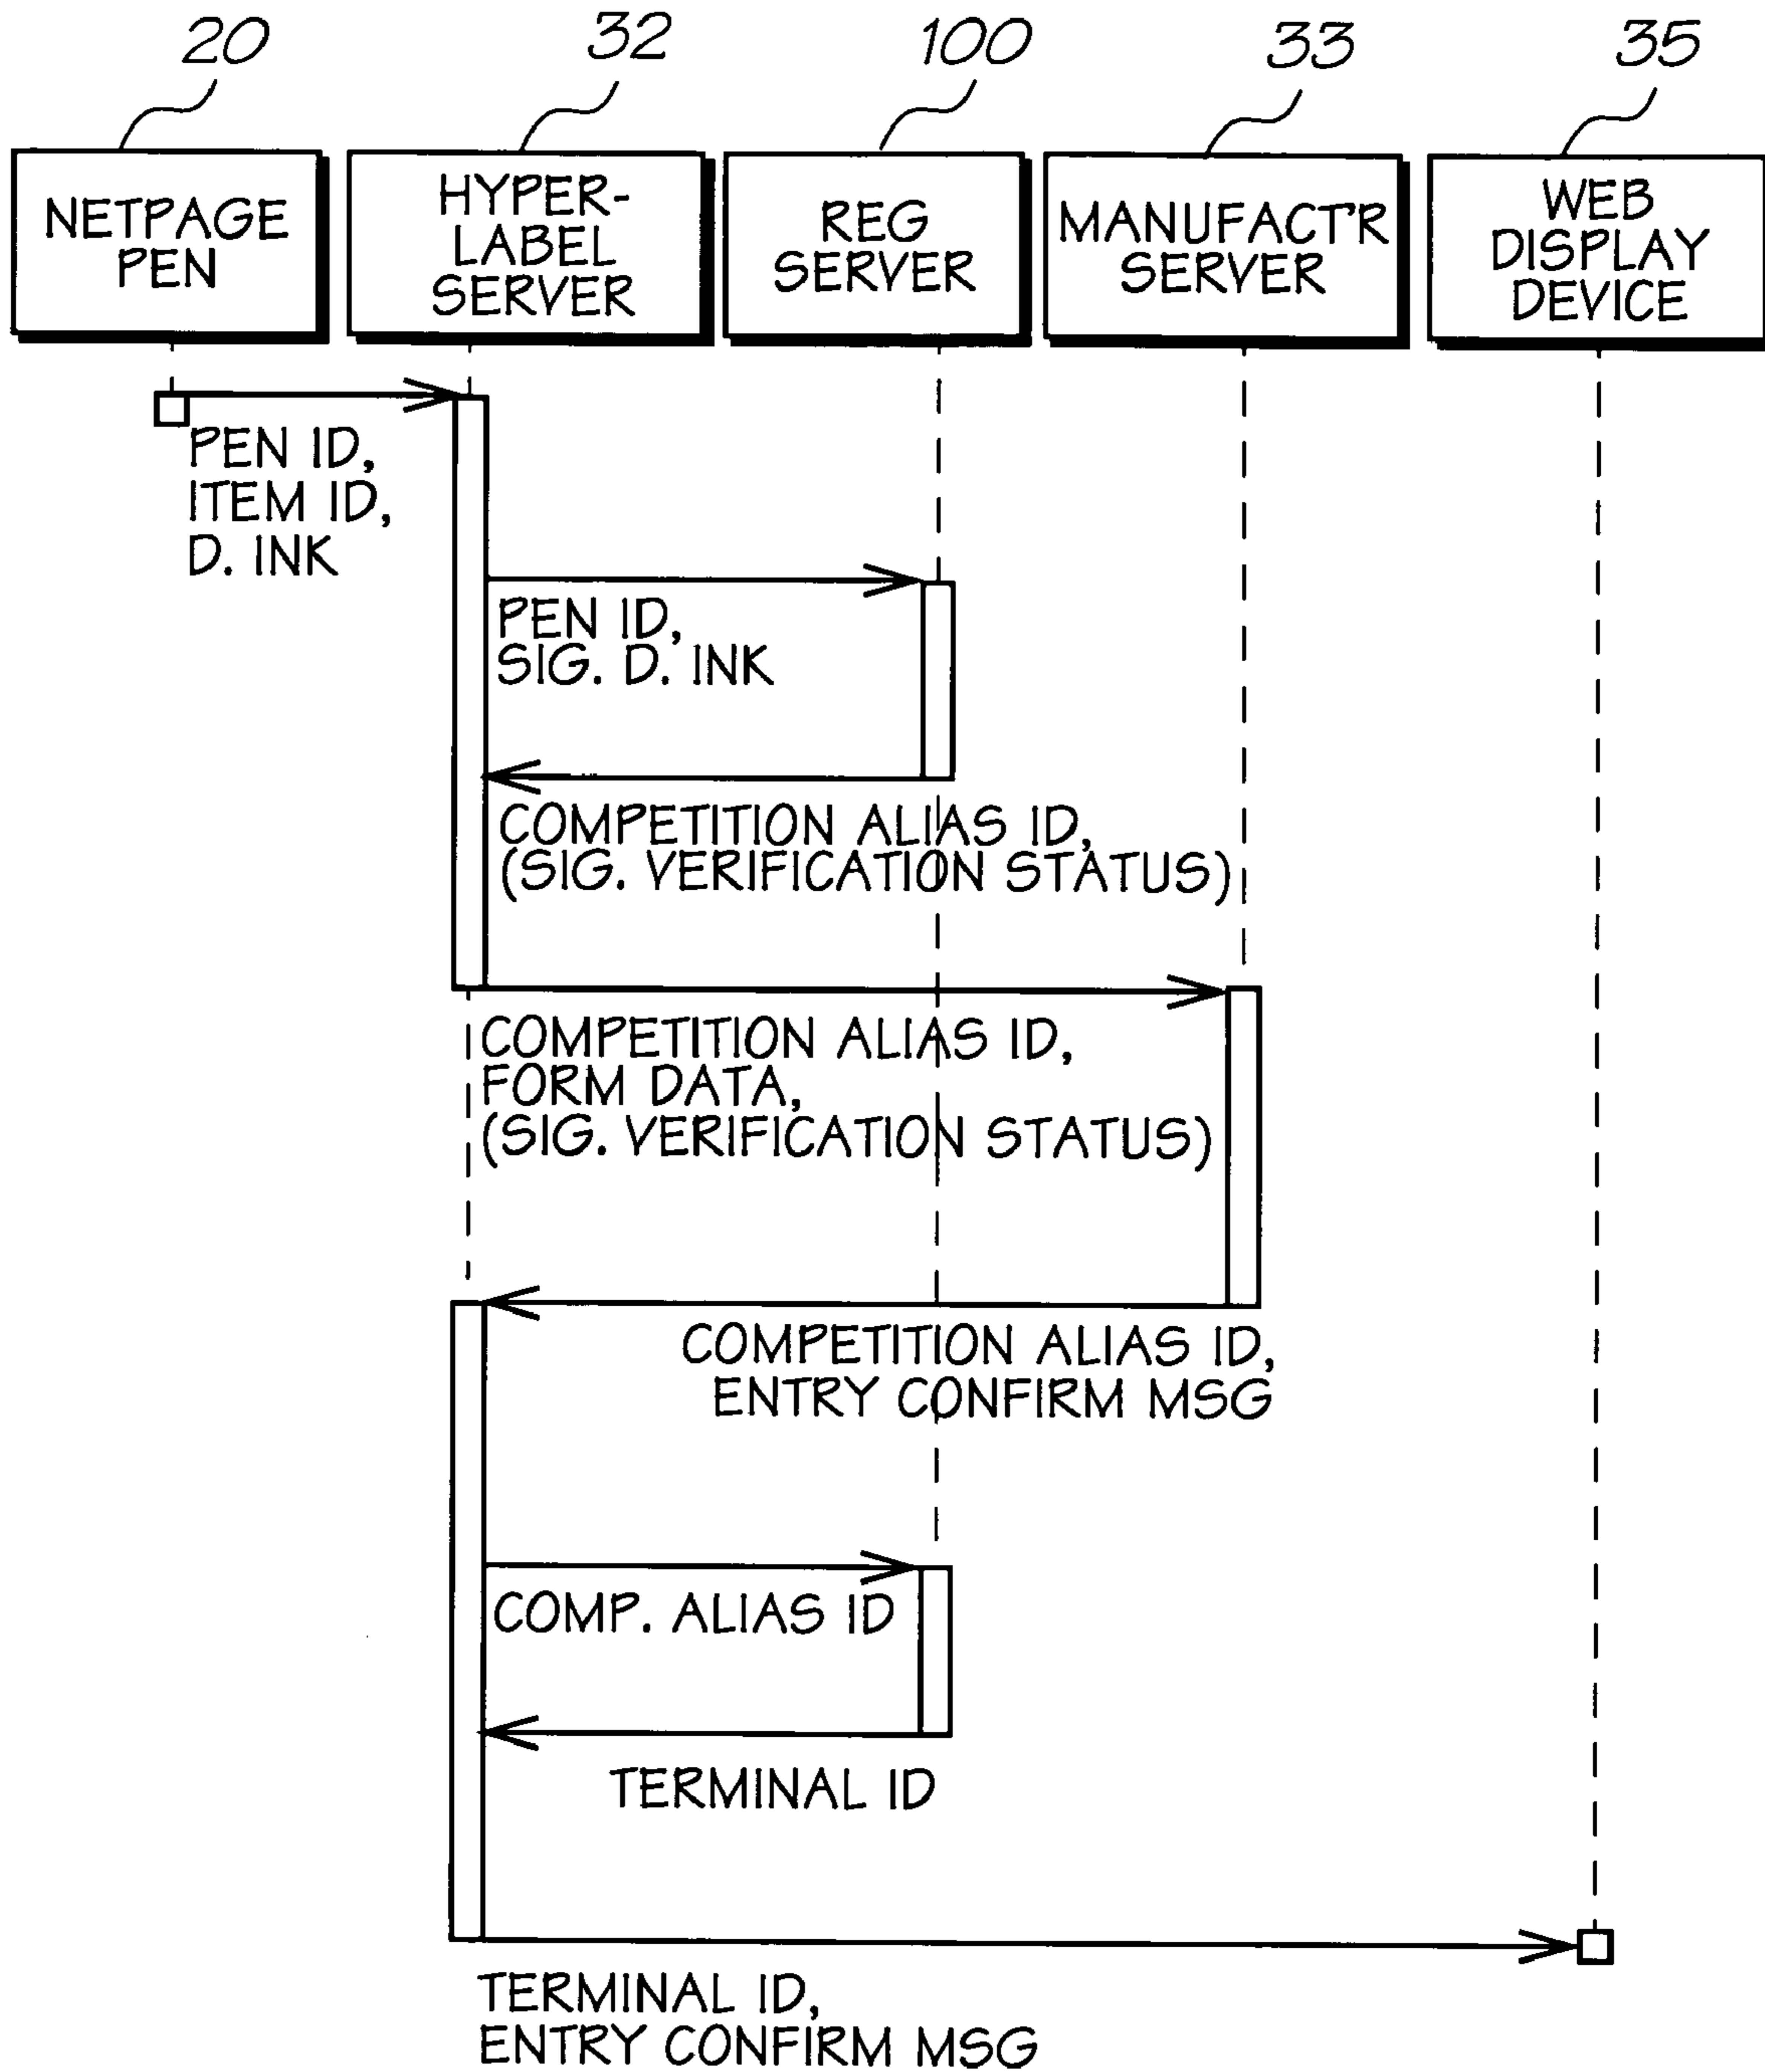 20
32
100
33
35
NETPAGE
PEN
HYPER-
LABEL
SERVER
REG
SERVER
MANUFACT'R
SERVER
WEB
DISPLAY
DEVICE
PEN ID,
ITEM ID,
D. INK
PEN ID,
SIG. D. INK
COMPETITION ALIAS ID,
(SIG. VERIFICATION STATUS)
COMPETITION ALIAS ID,
FORM DATA,
(SIG. VERIFICATION STATUS)
COMPETITION ALIAS ID,
ENTRY CONFIRM MSG
COMP. ALIAS ID
TERMINAL ID
TERMINAL ID,
ENTRY CONFIRM MSG